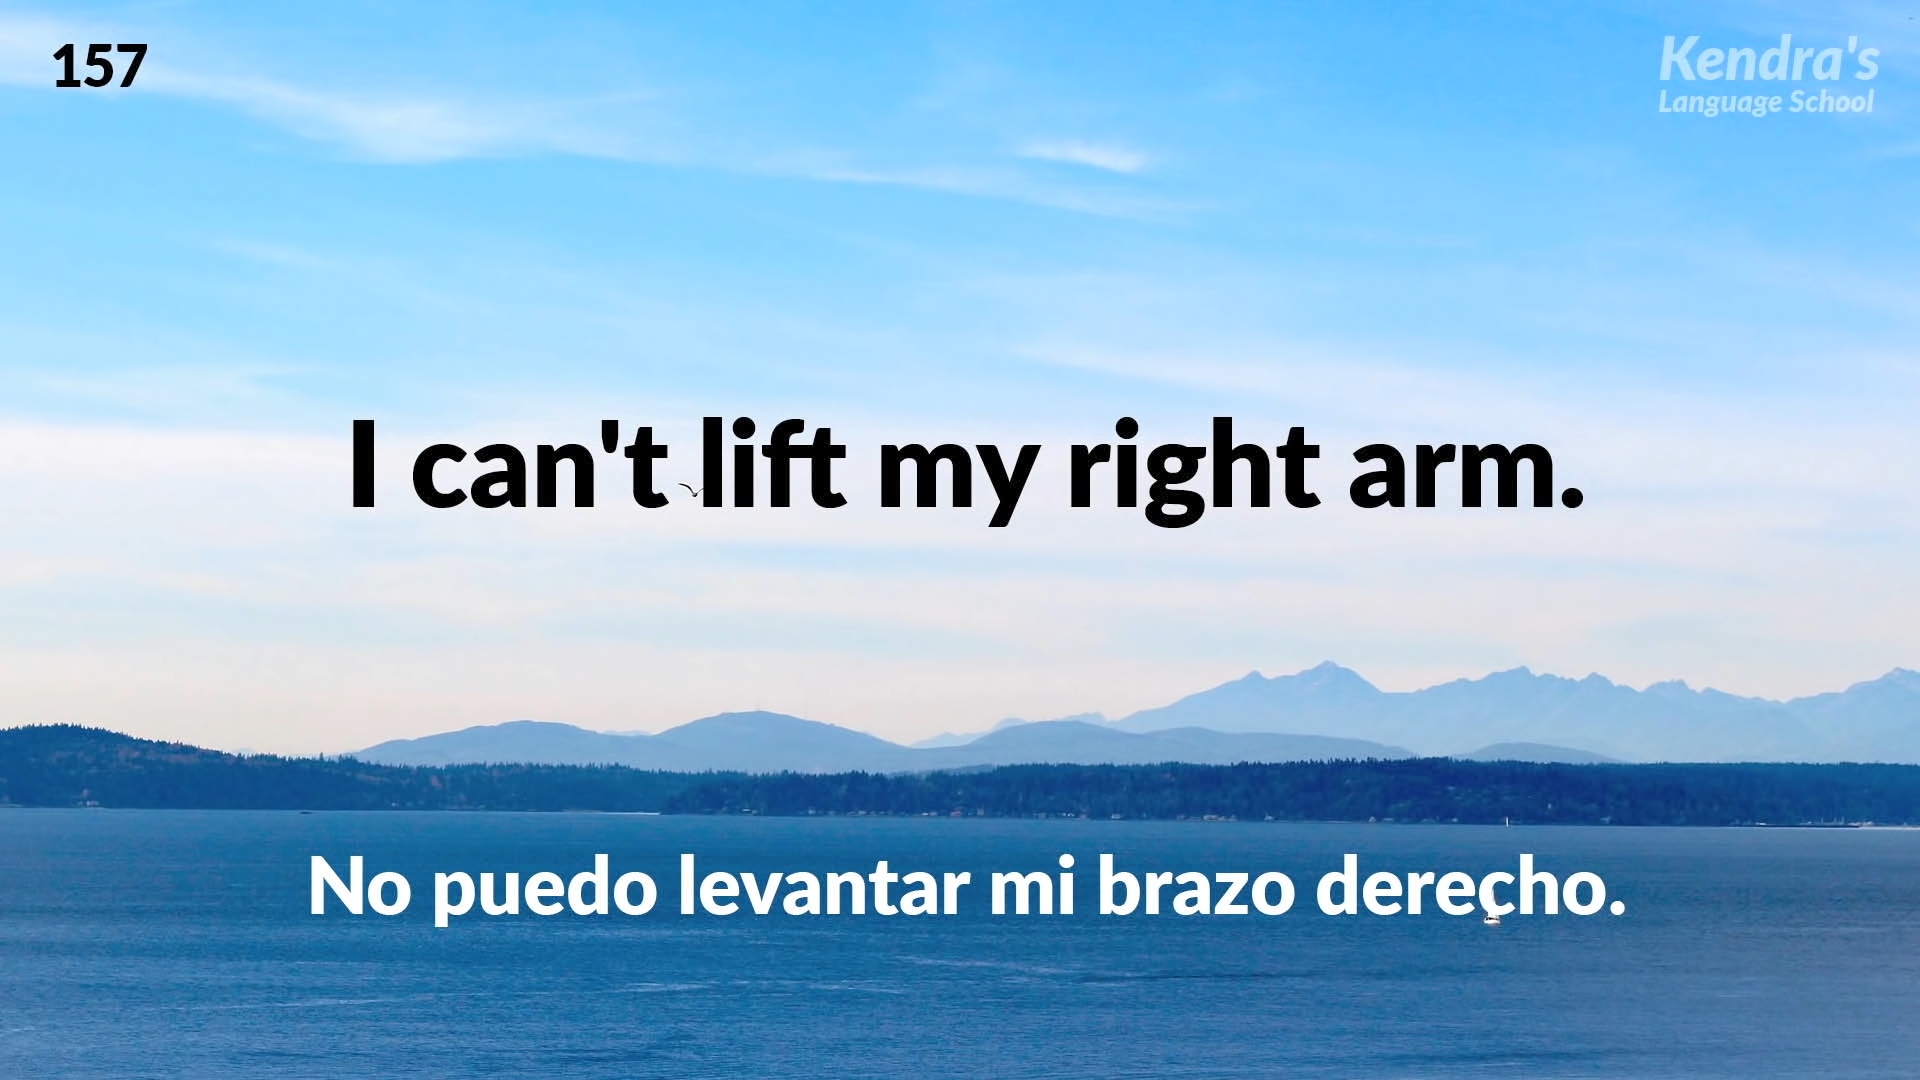 157
Kendra's
Language School
I can't lift my right arm.
No puedo levantar mi brazo derecho.